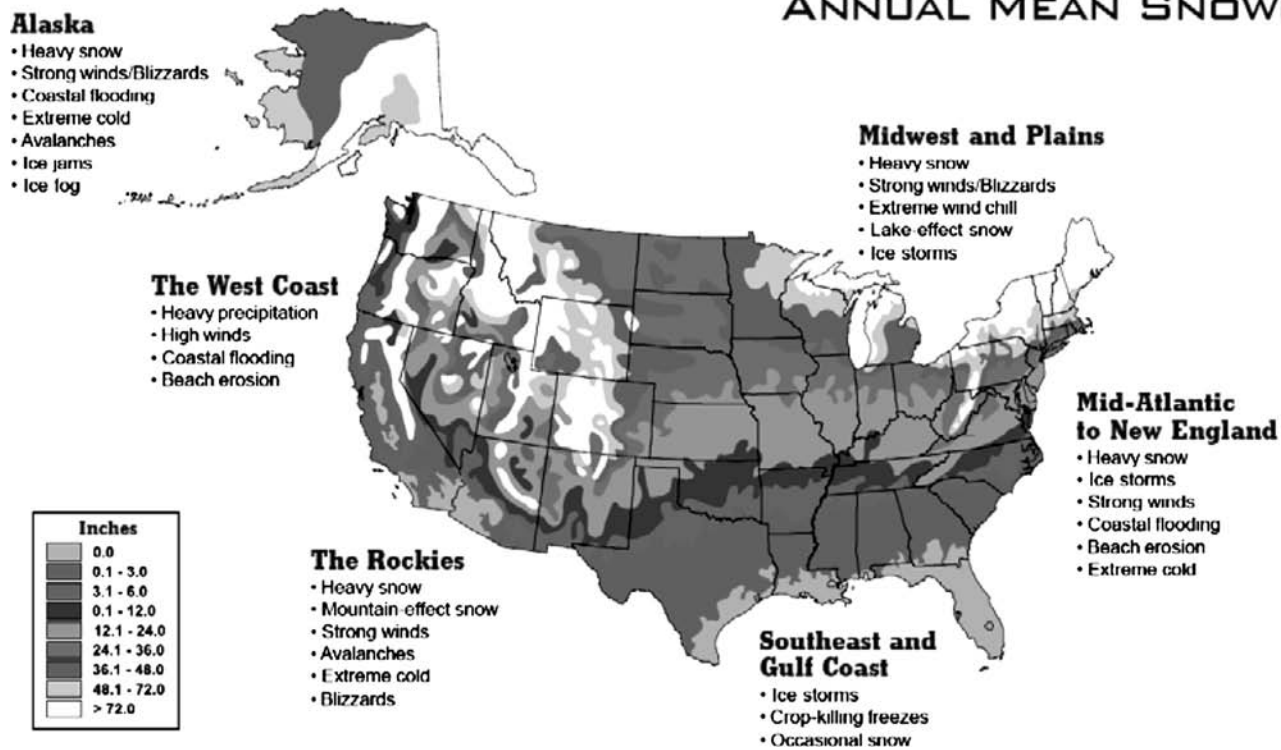 ANNUAL MEAN SNOW
Alaska
• Heavy snow
• Strong winds/Blizzards
• Coastal flooding
• Extreme cold
• Avalanches
• Ice jams
• Ice fog
Midwest and Plains
• Heavy snow
• Strong winds/Blizzards
• Extreme wind chill
• Lake-effect snow
• Ice storms
The West Coast
• Heavy precipitation
• High winds
• Coastal flooding
• Beach erosion
Mid-Atlantic
to New England
• Heavy snow
• Ice storms
• Strong winds
• Coastal flooding
• Beach erosion
• Extreme cold
Inches
0.0
0.1 - 3.0
3.1 - 6.0
0.1 - 12.0
12.1 - 24.0
24.1 - 36.0
36.1 - 48.0
48.1 - 72.0
> 72.0
The Rockies
• Heavy snow
• Mountain-effect snow
• Strong winds
• Avalanches
• Extreme cold
• Blizzards
Southeast and
Gulf Coast
• Ice storms
• Crop-killing freezes
• Occasional snow